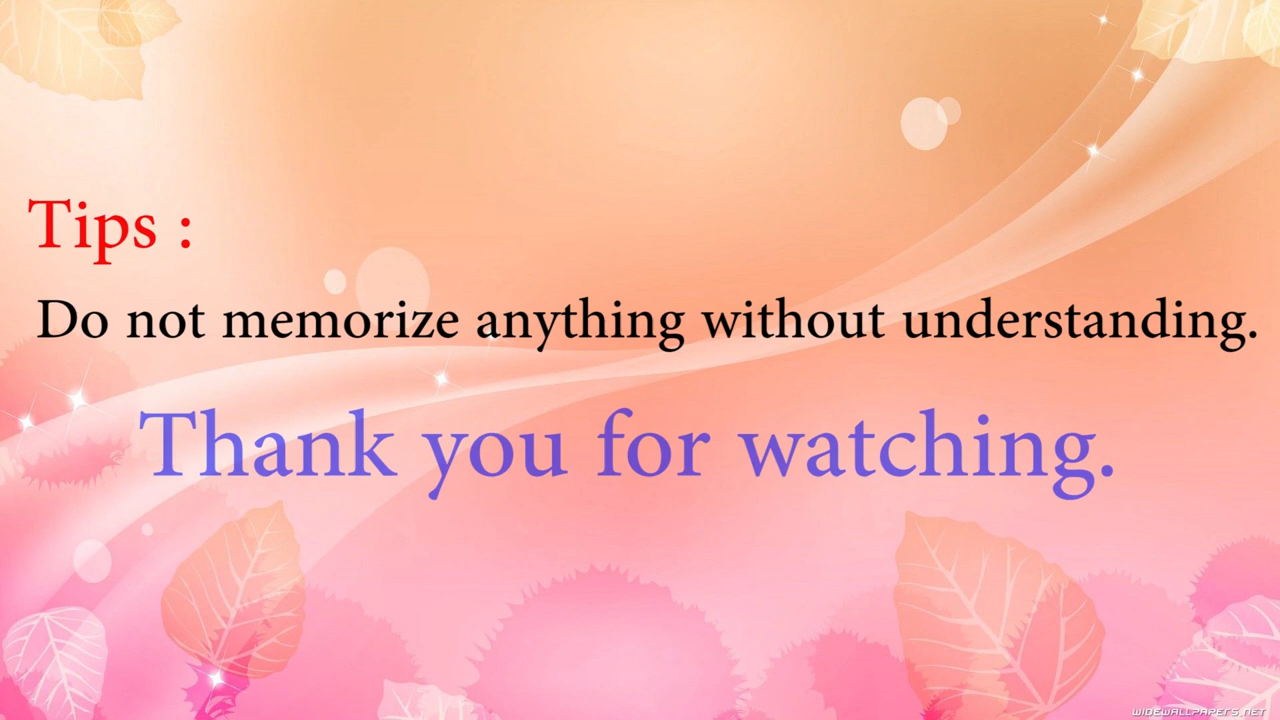 Tips :
Do not memorize anything without understanding.
Thank you for watching.
WIDEWALLPAPERS.NET